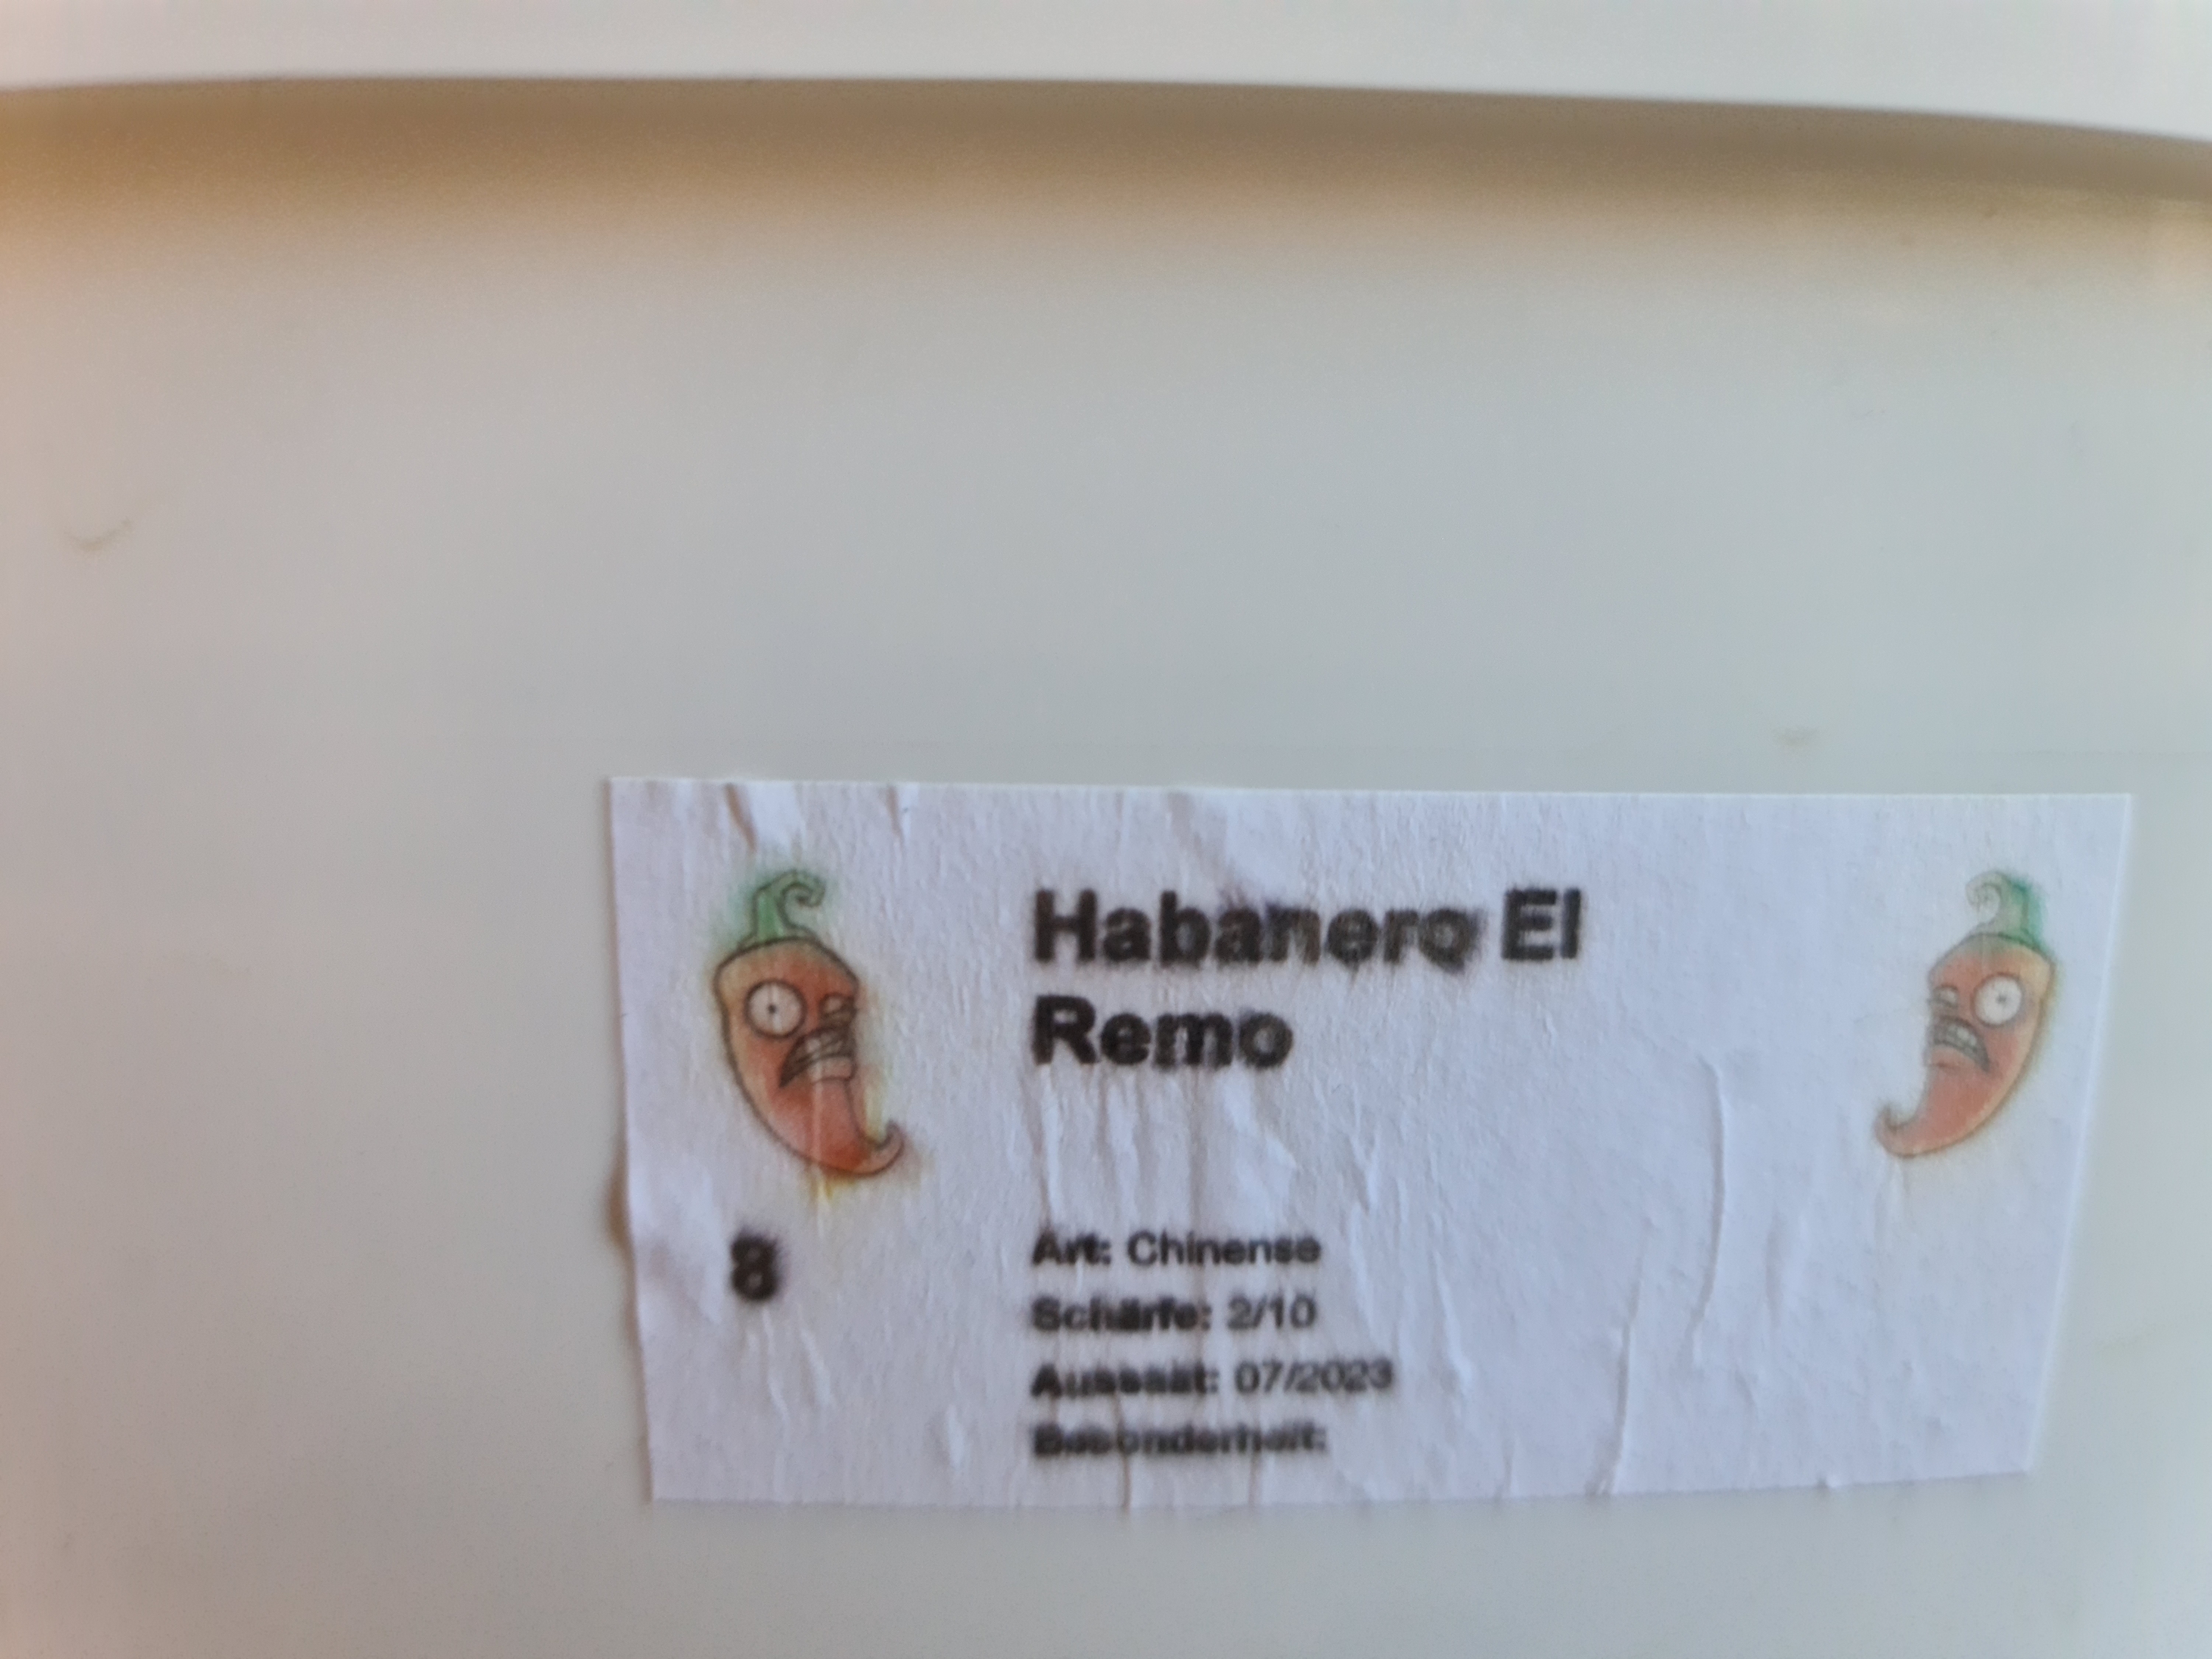 Habanero El
Remo
8
Art: Chinense
Schärfe: 2/10
Aussaat: 07/2023
Besonderheit: